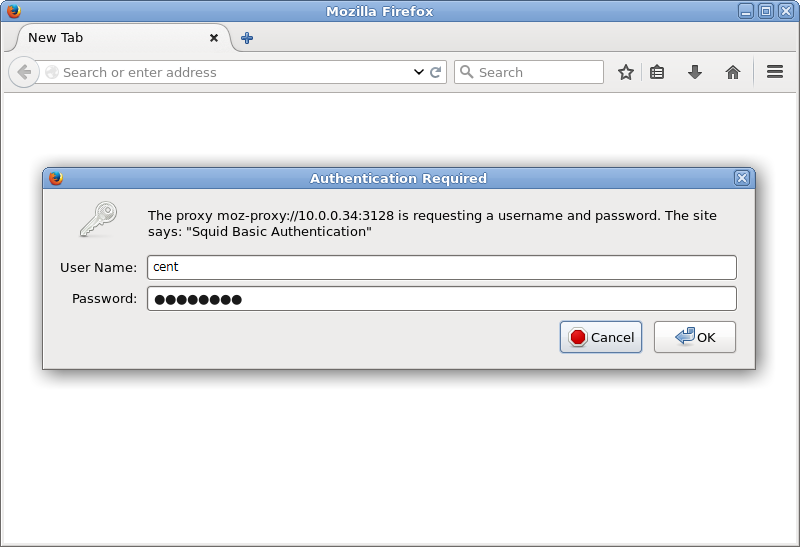 Mozilla Firefox
New Tab
Search or enter address
Search
Authentication Required
The proxy moz-proxy://10.0.0.34:3128 is requesting a username and password. The site
says: "Squid Basic Authentication"
User Name: cent
Password: ●●●●●●●●
Cancel OK